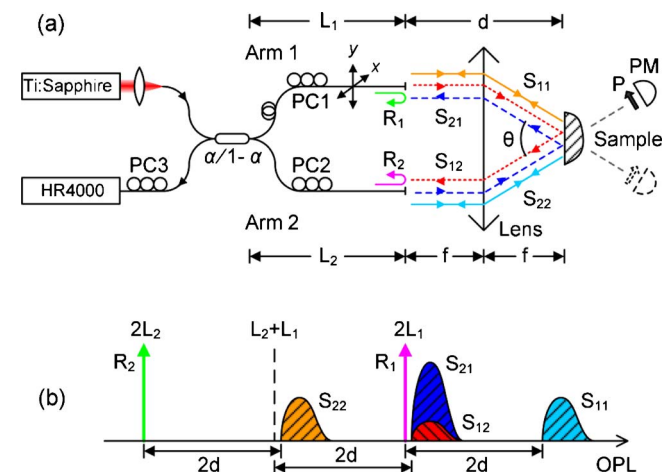 (a)
L₁
d
Arm 1
y
x
Ti:Sapphire
PC1
S₁₁
PM
P
R₁
S₂₁
θ
Sample
α/1- α
R₂
S₁₂
HR4000
PC3
PC2
S₂₂
Arm 2
Lens
L₂
f
f
(b)
2L₂
L₂+L₁
2L₁
R₂
R₁
S₂₁
S₂₂
S₁₂
S₁₁
2d
2d
2d
OPL